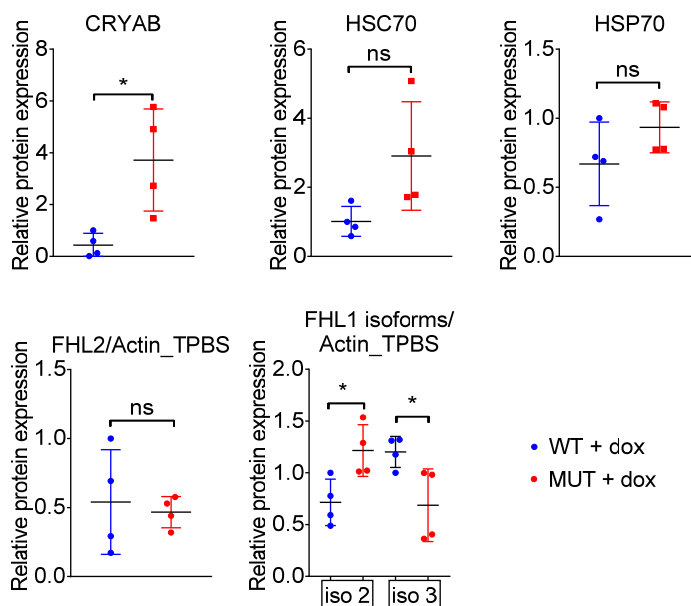 CRYAB
Relative protein expression
8
6
4
2
0
*
HSC70
Relative protein expression
6
4
2
0
ns
HSP70
Relative protein expression
1.5
1.0
0.5
0.0
ns
FHL2/Actin_TPBS
Relative protein expression
1.5
1.0
0.5
0.0
ns
FHL1 isoforms/
Actin_TPBS
Relative protein expression
2.0
1.5
1.0
0.5
0.0
*
*
iso 2
iso 3
WT + dox
MUT + dox